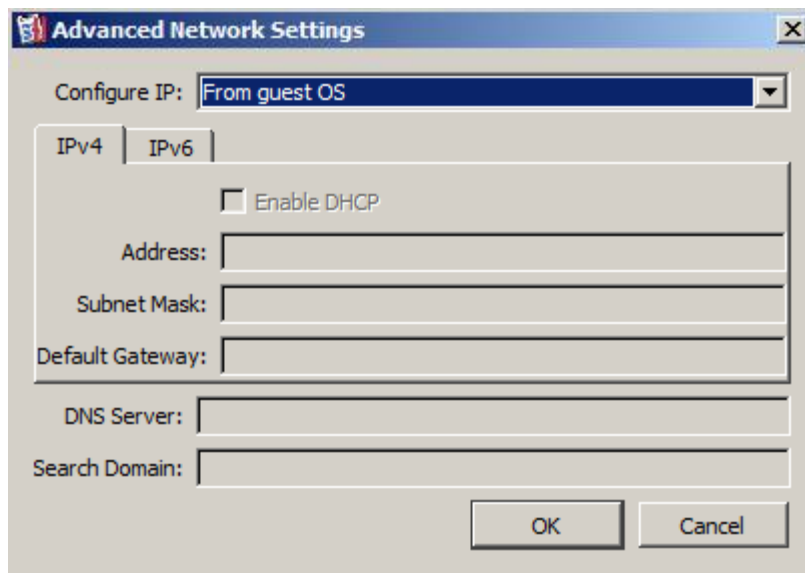 Advanced Network Settings
Configure IP: From guest OS
IPv4 IPv6
Enable DHCP
Address:
Subnet Mask:
Default Gateway:
DNS Server:
Search Domain:
OK Cancel